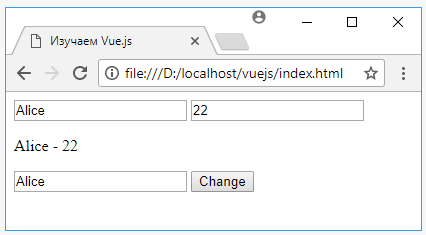 Изучаем Vue.js
file:///D:/localhost/vuejs/index.html
Alice 22
Alice - 22
Alice Change